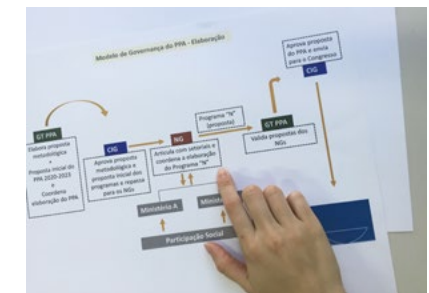 Modelo de Governança do PPA - Elaboração
GT PPA
Elabora proposta
metodológica
+
Proposta inicial do
PPA 2020-2023
e
Coordena
elaboração do PPA
CIG
Aprova proposta
metodológica e
proposta inicial dos
programas e repassa
para os NGs
NG
Articula com setoriais e
coordena a elaboração
do Programa "N"
Programa "N"
(proposta)
GT PPA
Valida propostas dos
NGs
Aprova proposta
do PPA e envia
para o Congresso
CIG
Ministério A
Participação Social